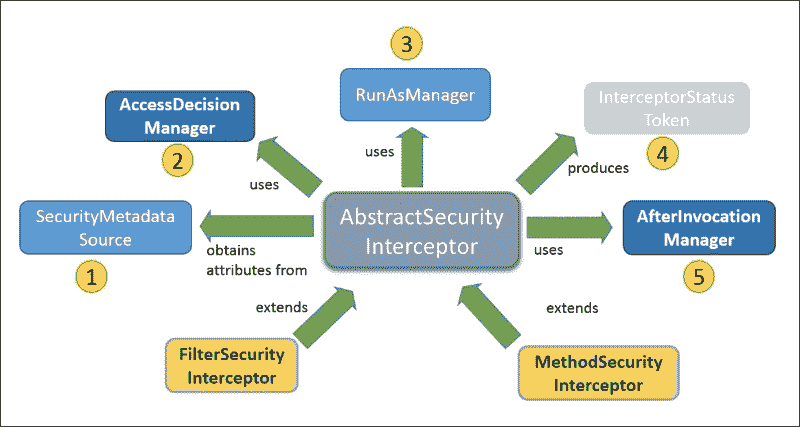 3
RunAsManager
AccessDecision
Manager
2
InterceptorStatus
Token
4
uses
uses
produces
SecurityMetadata
Source
1
AbstractSecurity
Interceptor
AfterInvocation
Manager
5
obtains
attributes from
uses
extends
extends
FilterSecurity
Interceptor
MethodSecurity
Interceptor